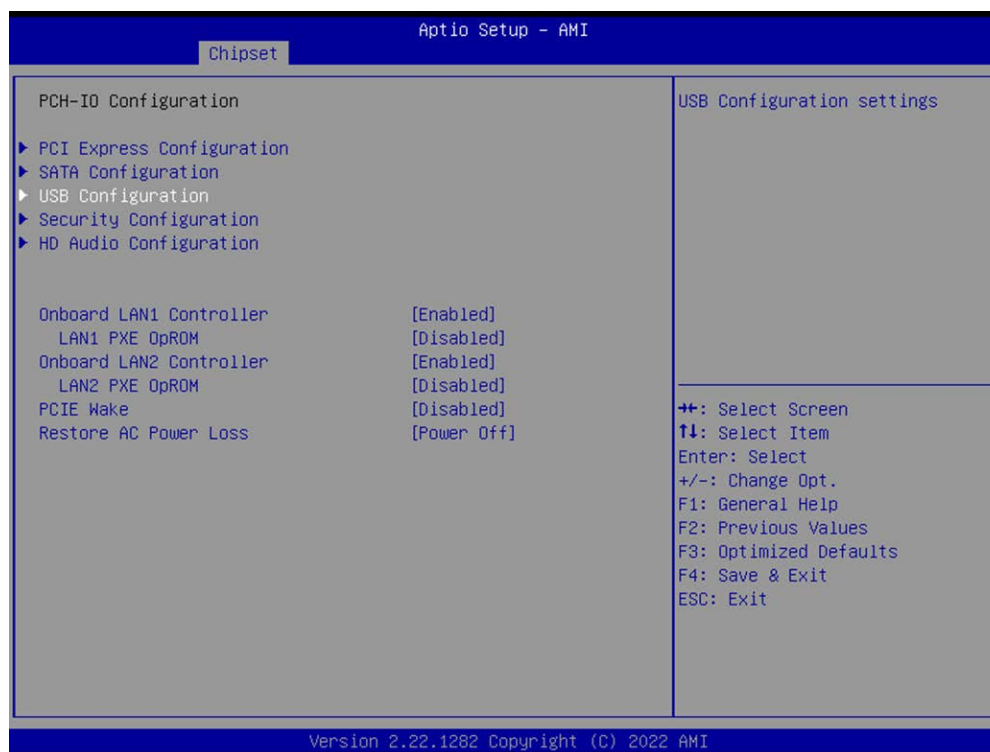 Aptio Setup - AMI
Chipset
PCH-IO Configuration
PCI Express Configuration
SATA Configuration
USB Configuration
Security Configuration
HD Audio Configuration
Onboard LAN1 Controller [Enabled]
LAN1 PXE OpROM [Disabled]
Onboard LAN2 Controller [Enabled]
LAN2 PXE OpROM [Disabled]
PCIE Wake [Disabled]
Restore AC Power Loss [Power Off]
USB Configuration settings
→←: Select Screen
↑↓: Select Item
Enter: Select
+/-: Change Opt.
F1: General Help
F2: Previous Values
F3: Optimized Defaults
F4: Save & Exit
ESC: Exit
Version 2.22.1282 Copyright (C) 2022 AMI